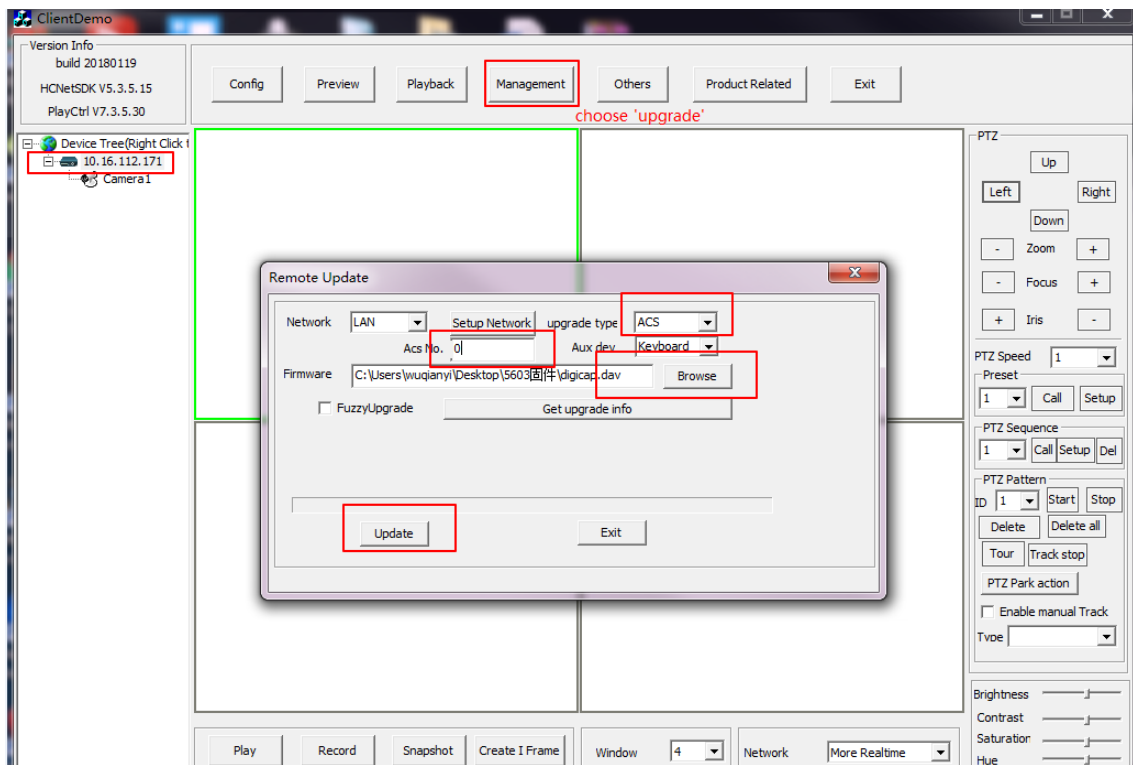 ClientDemo
Version Info
build 20180119
HCNetSDK V5.3.5.15
PlayCtrl V7.3.5.30
Config Preview Playback Management Others Product Related Exit
choose 'upgrade'
Device Tree(Right Click t
10.16.112.171
Camera1
PTZ
Up
Left Right
Down
- Zoom +
- Focus +
+ Iris -
PTZ Speed 1
Preset
1 Call Setup
PTZ Sequence
1 Call Setup Del
PTZ Pattern
ID 1 Start Stop
Delete Delete all
Tour Track stop
PTZ Park action
Enable manual Track
Type
Brightness
Contrast
Saturation
Hue
Remote Update
Network LAN Setup Network upgrade type ACS
Acs No. 0 Aux dev Keyboard
Firmware C:\Users\wuqianyi\Desktop\5603固件\digicap.dav Browse
FuzzyUpgrade Get upgrade info
Update Exit
Play Record Snapshot Create I Frame Window 4 Network More Realtime